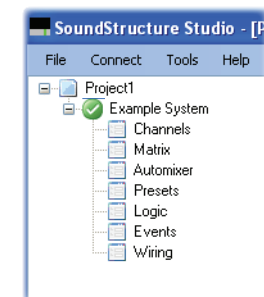 SoundStructure Studio - [P
File Connect Tools Help
Project1
Example System
Channels
Matrix
Automixer
Presets
Logic
Events
Wiring